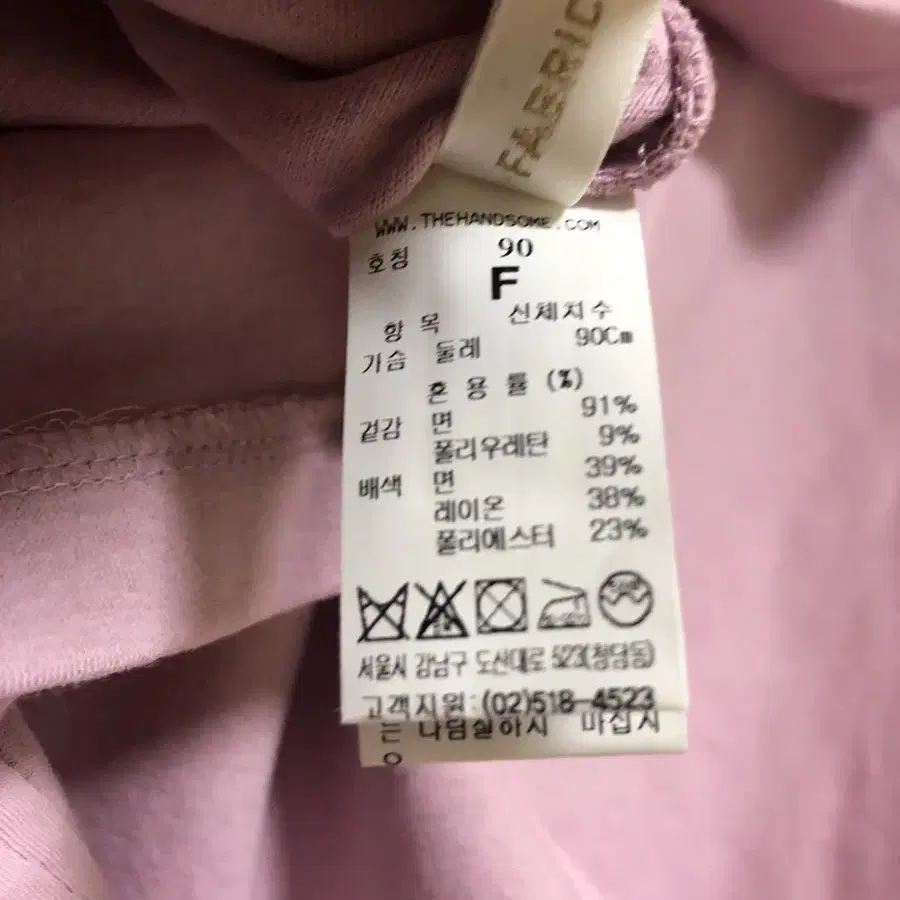 FABRIC
WWW.THEHANDSOME.COM
호칭 90
F
항 목 신체치수
가슴 둘레 90Cm
혼 용 률 (%)
겉감 면 91%
폴리우레탄 9%
배색 면 39%
레이온 38%
폴리에스터 23%
서울시 강남구 도산대로 523(청담동)
고객지원:(02)518-4523
마십시